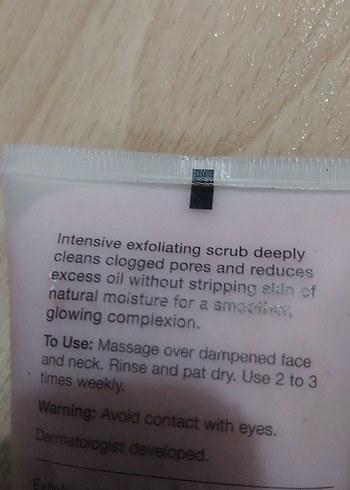 Intensive exfoliating scrub deeply
cleans clogged pores and reduces
excess oil without stripping skin of
natural moisture for a smoother,
glowing complexion.
To Use: Massage over dampened face
and neck. Rinse and pat dry. Use 2 to 3
times weekly.
Warning: Avoid contact with eyes.
Dermatologist developed.